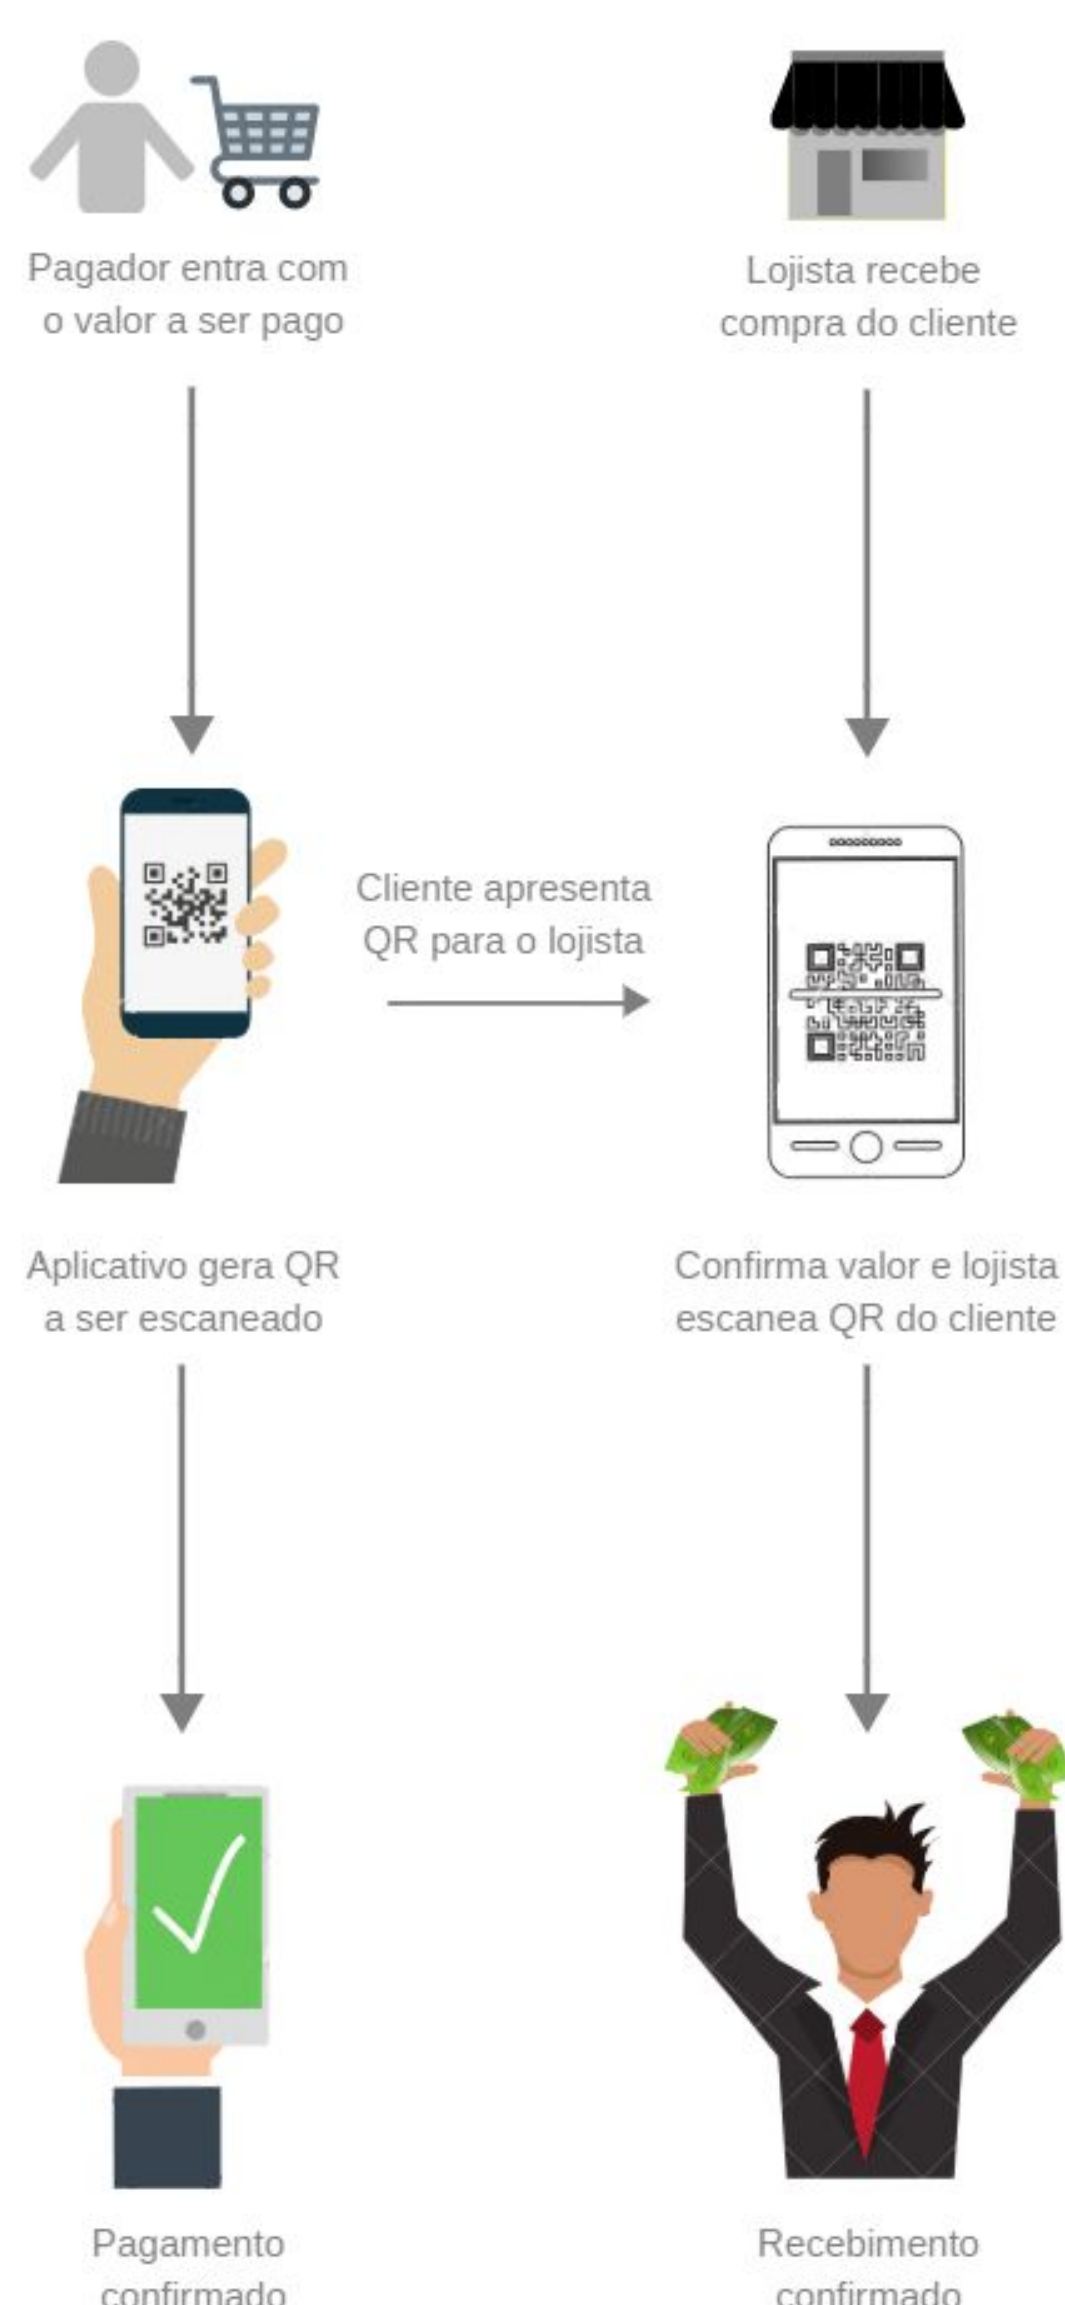 Pagador entra com
o valor a ser pago
Lojista recebe
compra do cliente
Cliente apresenta
QR para o lojista
Aplicativo gera QR
a ser escaneado
Confirma valor e lojista
escanea QR do cliente
Pagamento
confirmado
Recebimento
confirmado